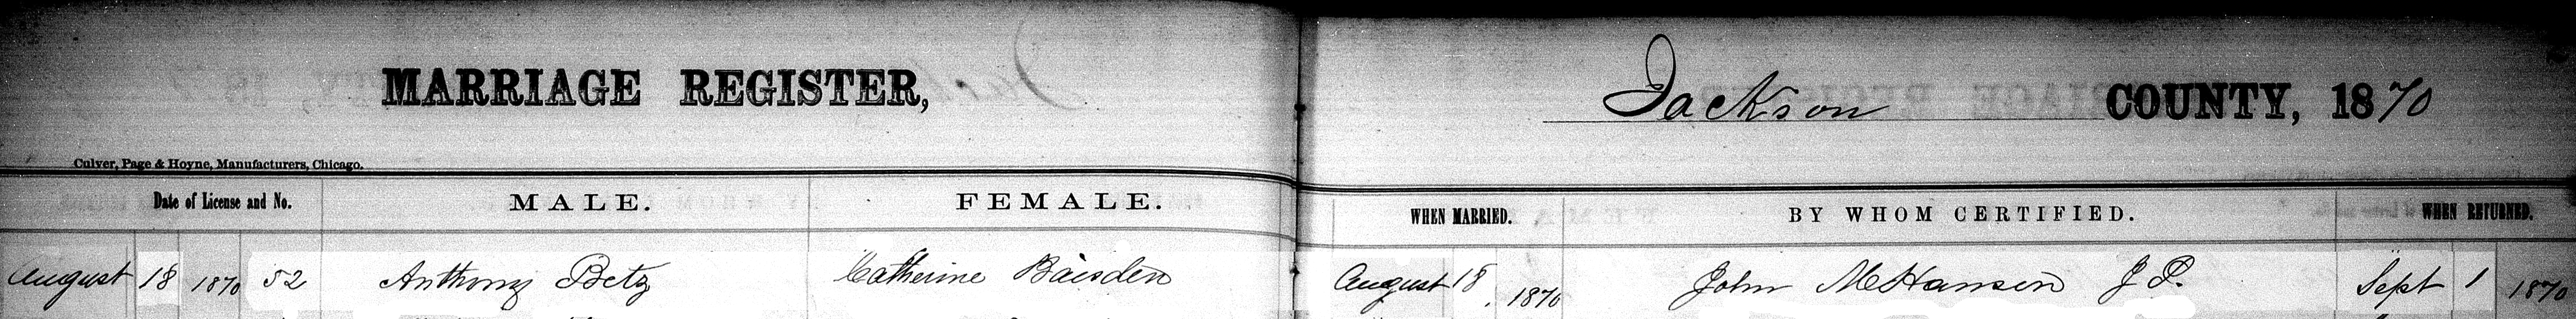 MARRIAGE REGISTER,
Jackson COUNTY, 1870
Culver, Page & Hoyne, Manufacturers, Chicago.
Date of License and No. MALE. FEMALE. WHEN MARRIED. BY WHOM CERTIFIED. WHEN RETURNED.
August 18 1870 52 Anthony Betz Catherine Baisden August 18, 1870 John McHanson J P. Sept 1 1870